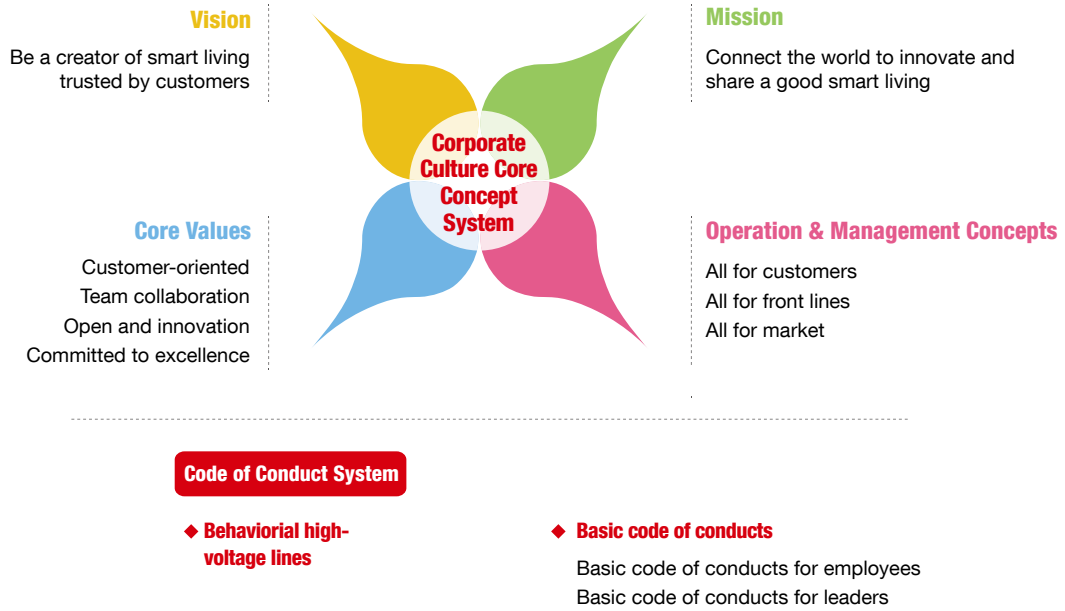 Vision
Be a creator of smart living
trusted by customers
Mission
Connect the world to innovate and
share a good smart living
Corporate
Culture Core
Concept
System
Core Values
Customer-oriented
Team collaboration
Open and innovation
Committed to excellence
Operation & Management Concepts
All for customers
All for front lines
All for market
Code of Conduct System
◆ Behaviorial high-
voltage lines
◆ Basic code of conducts
Basic code of conducts for employees
Basic code of conducts for leaders